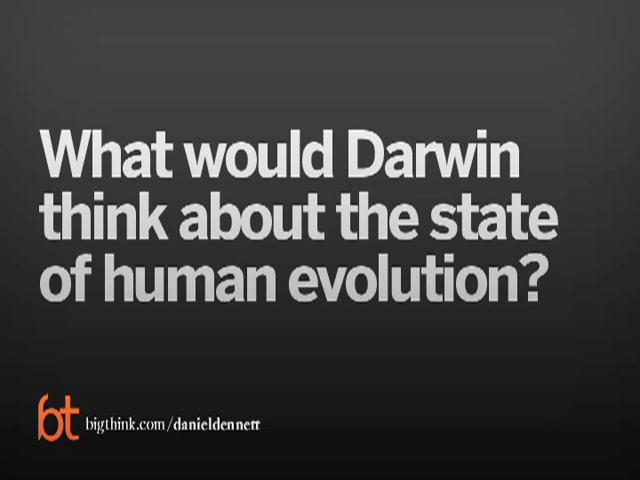 What would Darwin
think about the state
of human evolution?
bt bigthink.com/danieldennett